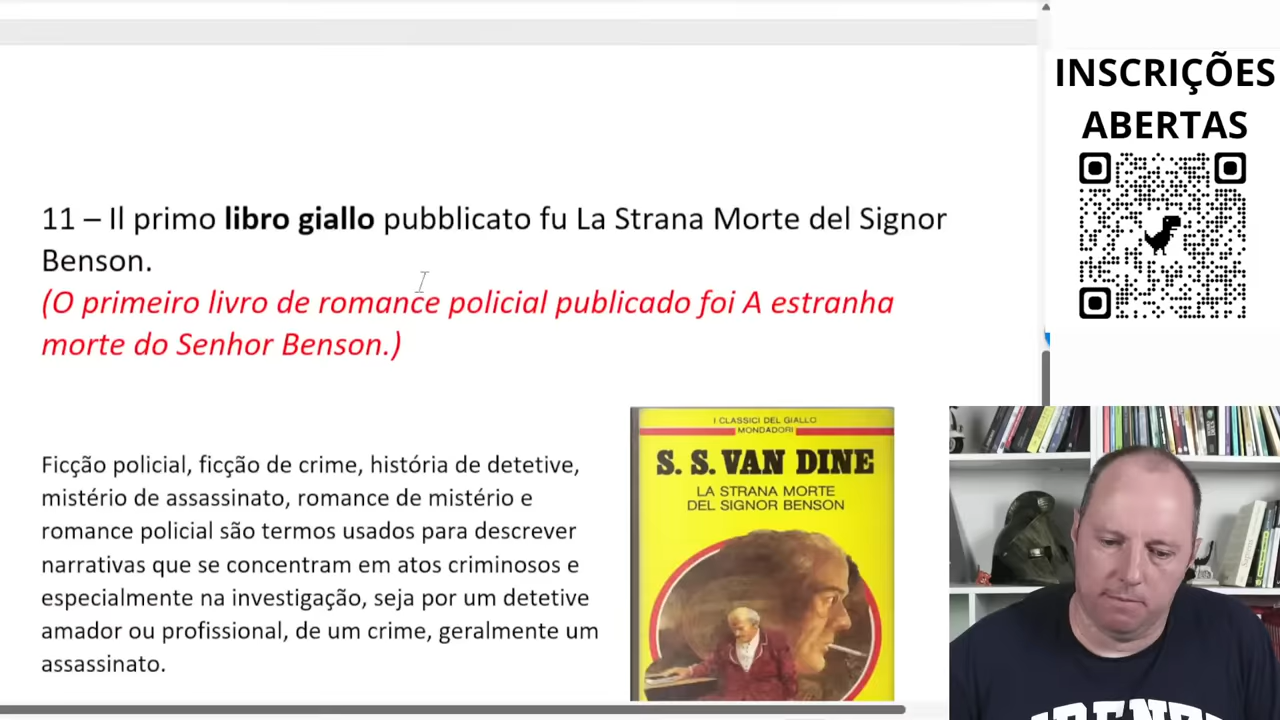 INSCRIÇÕES
ABERTAS
11 – Il primo libro giallo pubblicato fu La Strana Morte del Signor
Benson.
(O primeiro livro de romance policial publicado foi A estranha
morte do Senhor Benson.)
Ficção policial, ficção de crime, história de detetive,
mistério de assassinato, romance de mistério e
romance policial são termos usados para descrever
narrativas que se concentram em atos criminosos e
especialmente na investigação, seja por um detetive
amador ou profissional, de um crime, geralmente um
assassinato.
I CLASSICI DEL GIALLO
MONDADORI
S. S. VAN DINE
LA STRANA MORTE
DEL SIGNOR BENSON